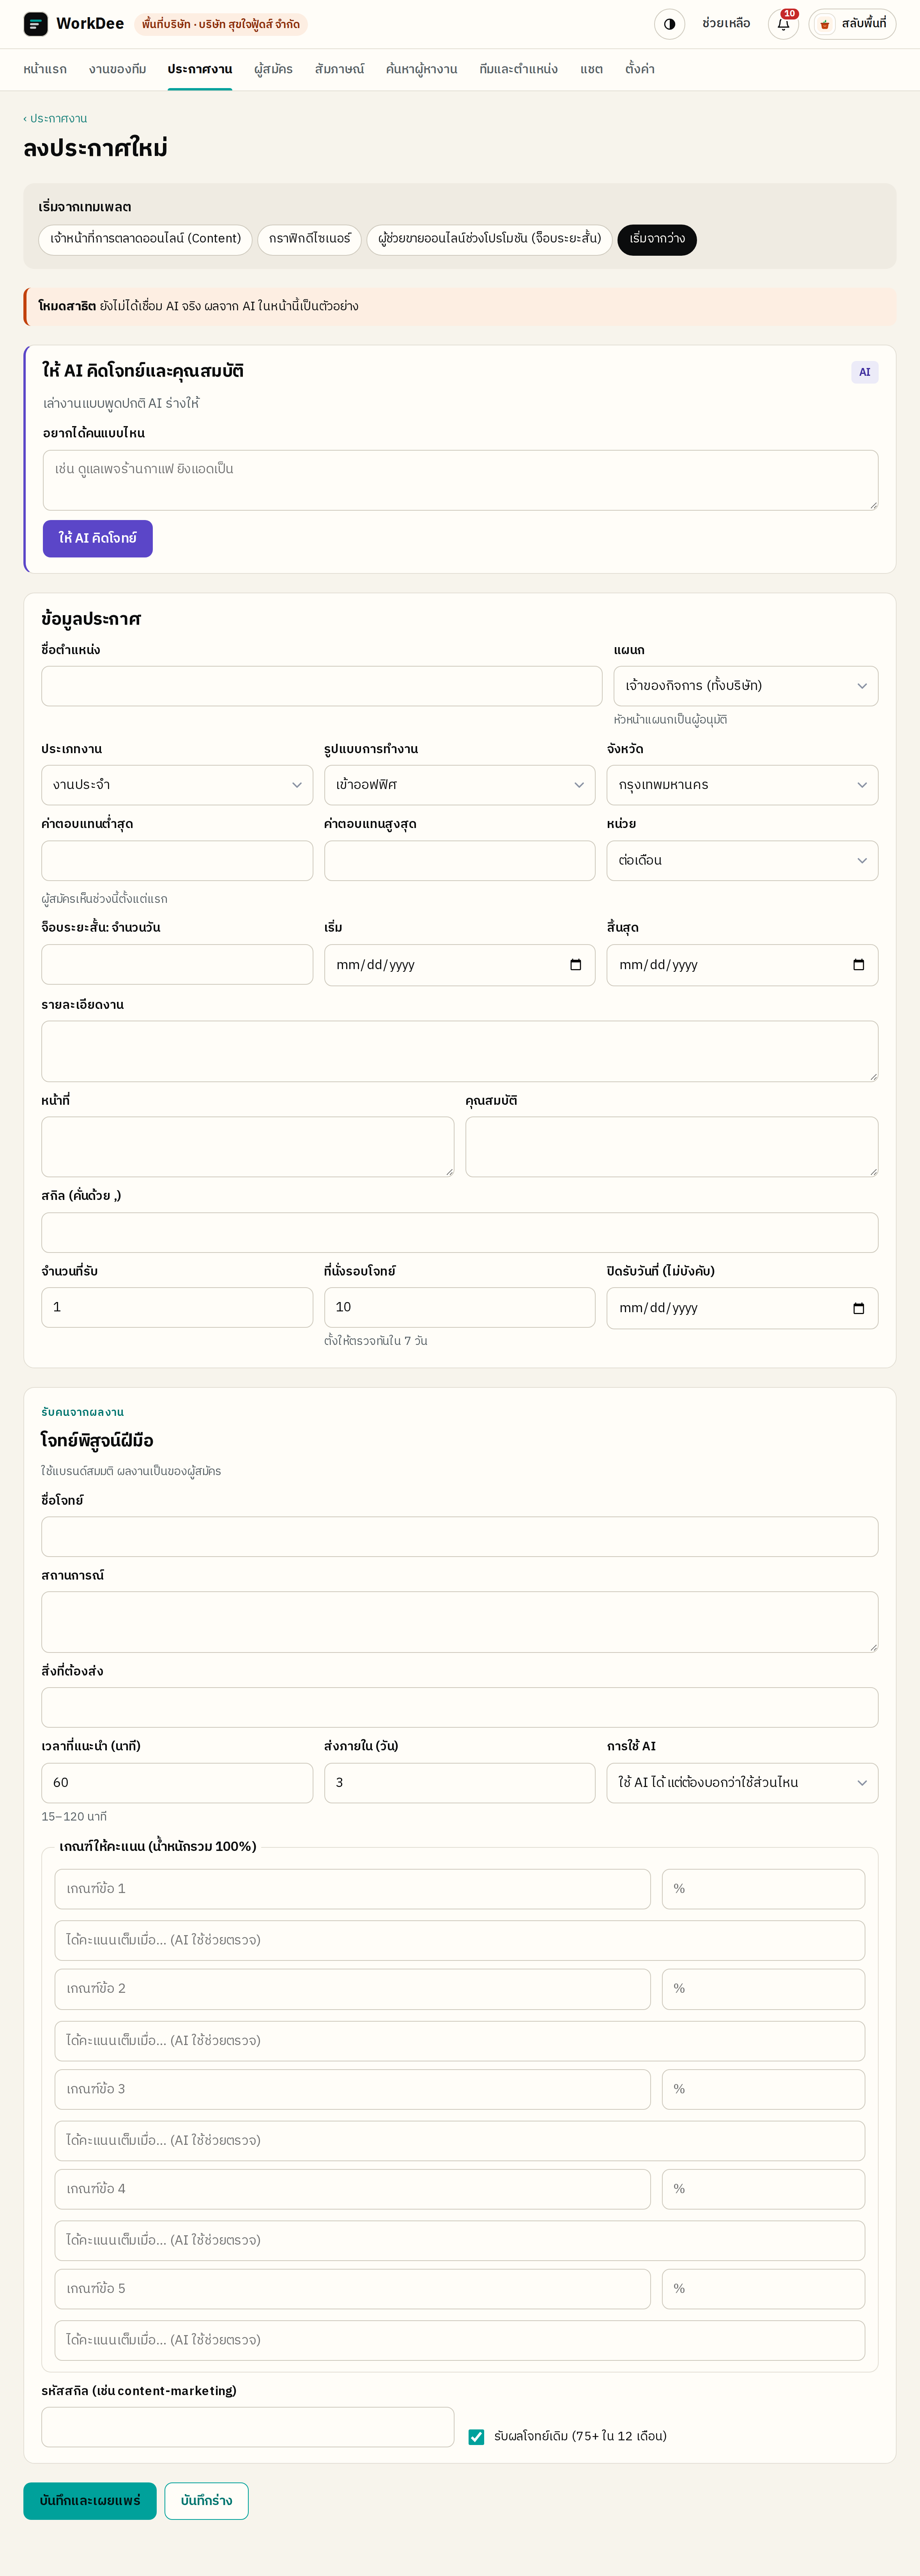 WorkDee
พื้นที่บริษัท · บริษัท สุขใจฟู้ดส์ จำกัด
ช่วยเหลือ
10
สลับพื้นที่
หน้าแรก งานของทีม ประกาศงาน ผู้สมัคร สัมภาษณ์ ค้นหาผู้หางาน ทีมและตำแหน่ง แชต ตั้งค่า
‹ ประกาศงาน
ลงประกาศใหม่
เริ่มจากเทมเพลต
เจ้าหน้าที่การตลาดออนไลน์ (Content) กราฟิกดีไซเนอร์ ผู้ช่วยขายออนไลน์ช่วงโปรโมชัน (จ็อบระยะสั้น) เริ่มจากว่าง
โหมดสาธิต ยังไม่ได้เชื่อม AI จริง ผลจาก AI ในหน้านี้เป็นตัวอย่าง
ให้ AI คิดโจทย์และคุณสมบัติ
AI
เล่างานแบบพูดปกติ AI ร่างให้
อยากได้คนแบบไหน
เช่น ดูแลเพจร้านกาแฟ ยิงแอดเป็น
ให้ AI คิดโจทย์
ข้อมูลประกาศ
ชื่อตำแหน่ง แผนก
เจ้าของกิจการ (ทั้งบริษัท)
หัวหน้าแผนกเป็นผู้อนุมัติ
ประเภทงาน รูปแบบการทำงาน จังหวัด
งานประจำ เข้าออฟฟิศ กรุงเทพมหานคร
ค่าตอบแทนต่ำสุด ค่าตอบแทนสูงสุด หน่วย
ต่อเดือน
ผู้สมัครเห็นช่วงนี้ตั้งแต่แรก
จ็อบระยะสั้น: จำนวนวัน เริ่ม สิ้นสุด
mm/dd/yyyy mm/dd/yyyy
รายละเอียดงาน
หน้าที่ คุณสมบัติ
สกิล (คั่นด้วย ,)
จำนวนที่รับ ที่นั่งรอบโจทย์ ปิดรับวันที่ (ไม่บังคับ)
1 10 mm/dd/yyyy
ตั้งให้ตรวจทันใน 7 วัน
รับคนจากผลงาน
โจทย์พิสูจน์ฝีมือ
ใช้แบรนด์สมมติ ผลงานเป็นของผู้สมัคร
ชื่อโจทย์
สถานการณ์
สิ่งที่ต้องส่ง
เวลาที่แนะนำ (นาที) ส่งภายใน (วัน) การใช้ AI
60 3 ใช้ AI ได้ แต่ต้องบอกว่าใช้ส่วนไหน
15–120 นาที
เกณฑ์ให้คะแนน (น้ำหนักรวม 100%)
เกณฑ์ข้อ 1 %
ได้คะแนนเต็มเมื่อ… (AI ใช้ช่วยตรวจ)
เกณฑ์ข้อ 2 %
ได้คะแนนเต็มเมื่อ… (AI ใช้ช่วยตรวจ)
เกณฑ์ข้อ 3 %
ได้คะแนนเต็มเมื่อ… (AI ใช้ช่วยตรวจ)
เกณฑ์ข้อ 4 %
ได้คะแนนเต็มเมื่อ… (AI ใช้ช่วยตรวจ)
เกณฑ์ข้อ 5 %
ได้คะแนนเต็มเมื่อ… (AI ใช้ช่วยตรวจ)
รหัสสกิล (เช่น content-marketing)
รับผลโจทย์เดิม (75+ ใน 12 เดือน)
บันทึกและเผยแพร่ บันทึกร่าง